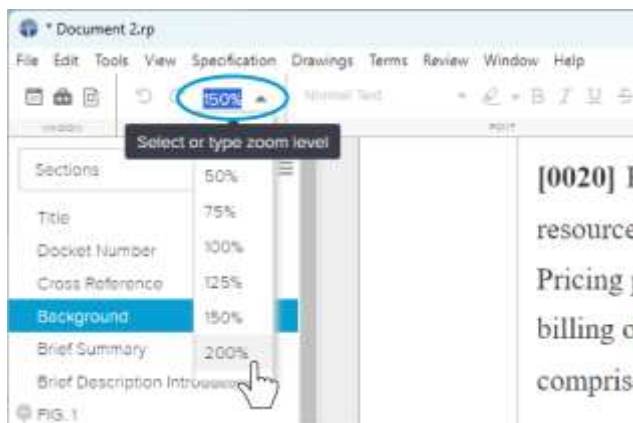 * Document 2.rp
File Edit Tools View Specification Drawings Terms Review Window Help
150% Normal Text B I U S
EDIT
Select or type zoom level
Sections
50%
75%
100%
125%
150%
200%
Title
Docket Number
Cross Reference
Background
Brief Summary
Brief Description
FIG. 1
[0020]
resource
Pricing
billing
compris